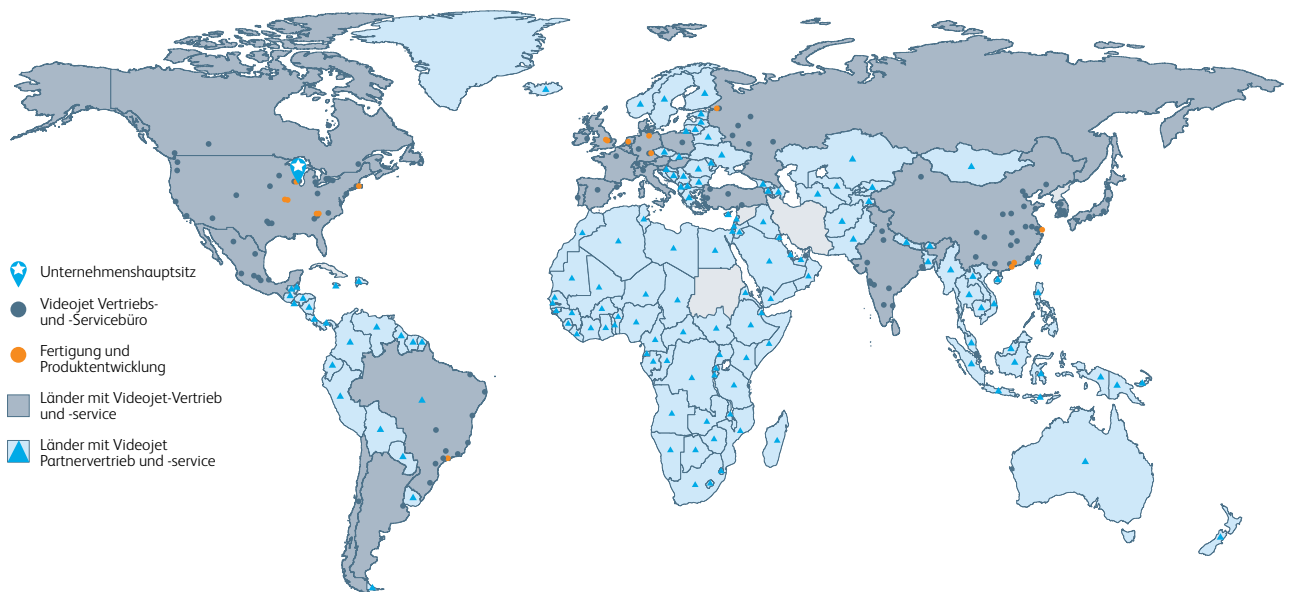 Unternehmenshauptsitz
Videojet Vertriebs-
und -Servicebüro
Fertigung und
Produktentwicklung
Länder mit Videojet-Vertrieb
und -service
Länder mit Videojet
Partnervertrieb und -service